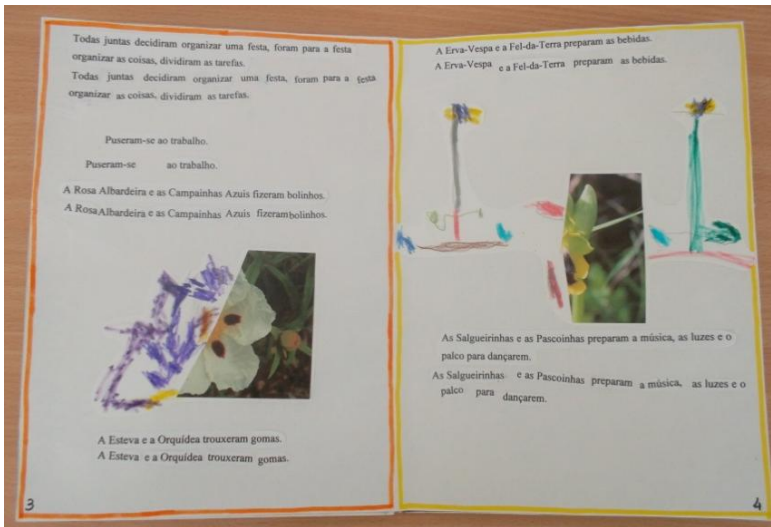 Todas juntas decidiram organizar uma festa, foram para a festa
organizar as coisas, dividiram as tarefas.
Todas juntas decidiram organizar uma festa, foram para a festa
organizar as coisas, dividiram as tarefas.
Puseram-se ao trabalho.
Puseram-se ao trabalho.
A Rosa Albardeira e as Campainhas Azuis fizeram bolinhos.
A Rosa Albardeira e as Campainhas Azuis fizeram bolinhos.
A Esteva e a Orquídea trouxeram gomas.
A Esteva e a Orquídea trouxeram gomas.
3
A Erva-Vespa e a Fel-da-Terra preparam as bebidas.
A Erva-Vespa e a Fel-da-Terra preparam as bebidas.
As Salgueirinhas e as Pascoinhas preparam a música, as luzes e o
palco para dançarem.
As Salgueirinhas e as Pascoinhas preparam a música, as luzes e o
palco para dançarem.
4